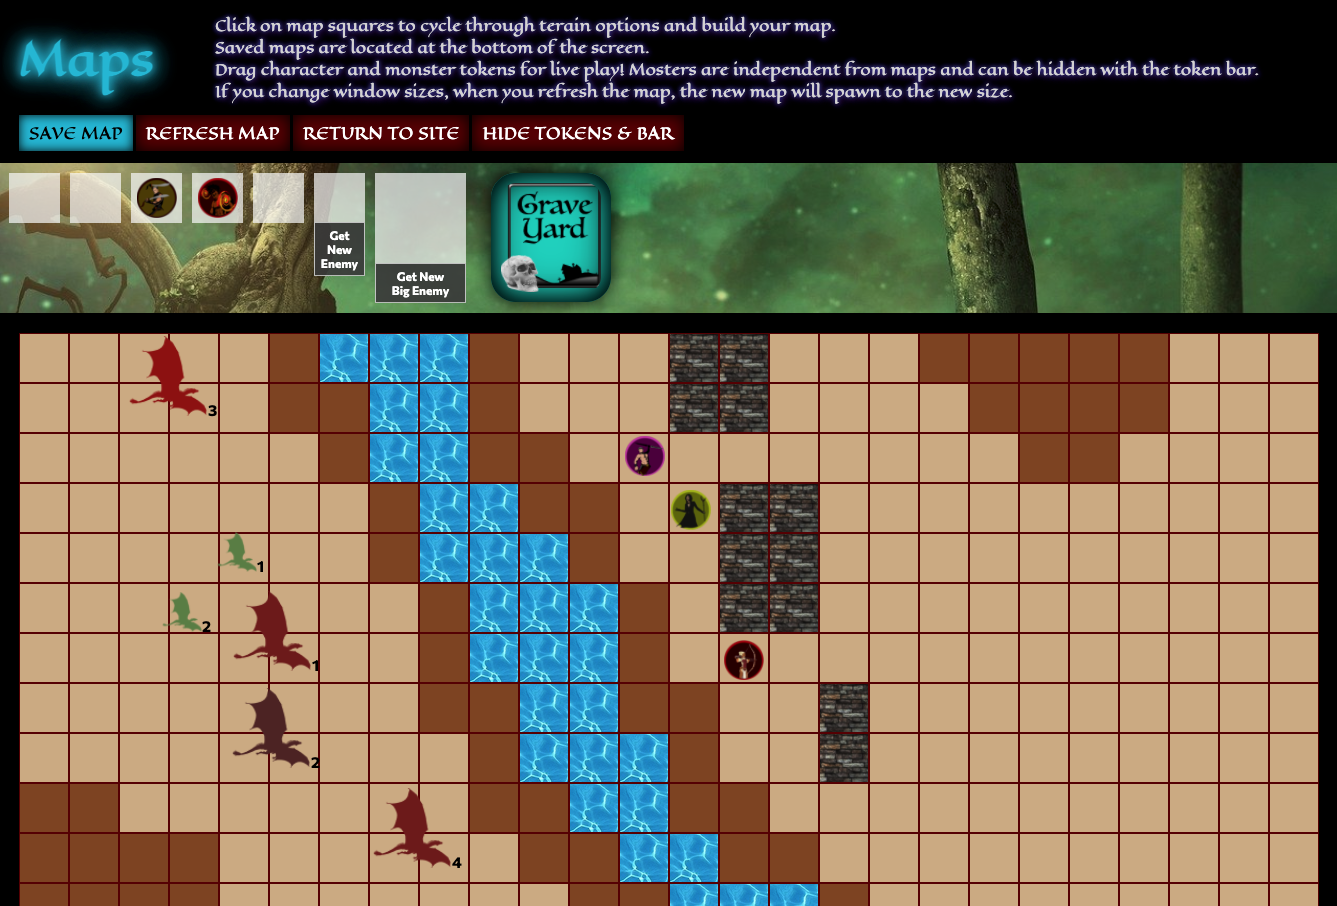 Maps
Click on map squares to cycle through terain options and build your map.
Saved maps are located at the bottom of the screen.
Drag character and monster tokens for live play! Mosters are independent from maps and can be hidden with the token bar.
If you change window sizes, when you refresh the map, the new map will spawn to the new size.
SAVE MAP
REFRESH MAP
RETURN TO SITE
HIDE TOKENS & BAR
Get
New
Enemy
Get New
Big Enemy
Grave
Yard
3
1
2
1
2
4